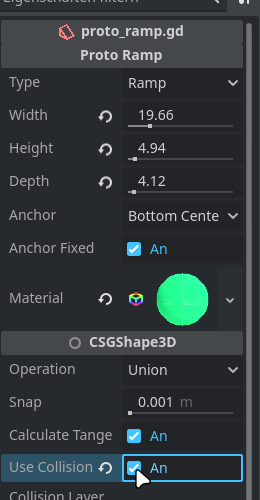 Eigenschaften filtern
proto_ramp.gd
Proto Ramp
Type Ramp
Width 19.66
Height 4.94
Depth 4.12
Anchor Bottom Cente
Anchor Fixed An
Material
CSGShape3D
Operation Union
Snap 0.001 m
Calculate Tange An
Use Collision An
Collision Layer